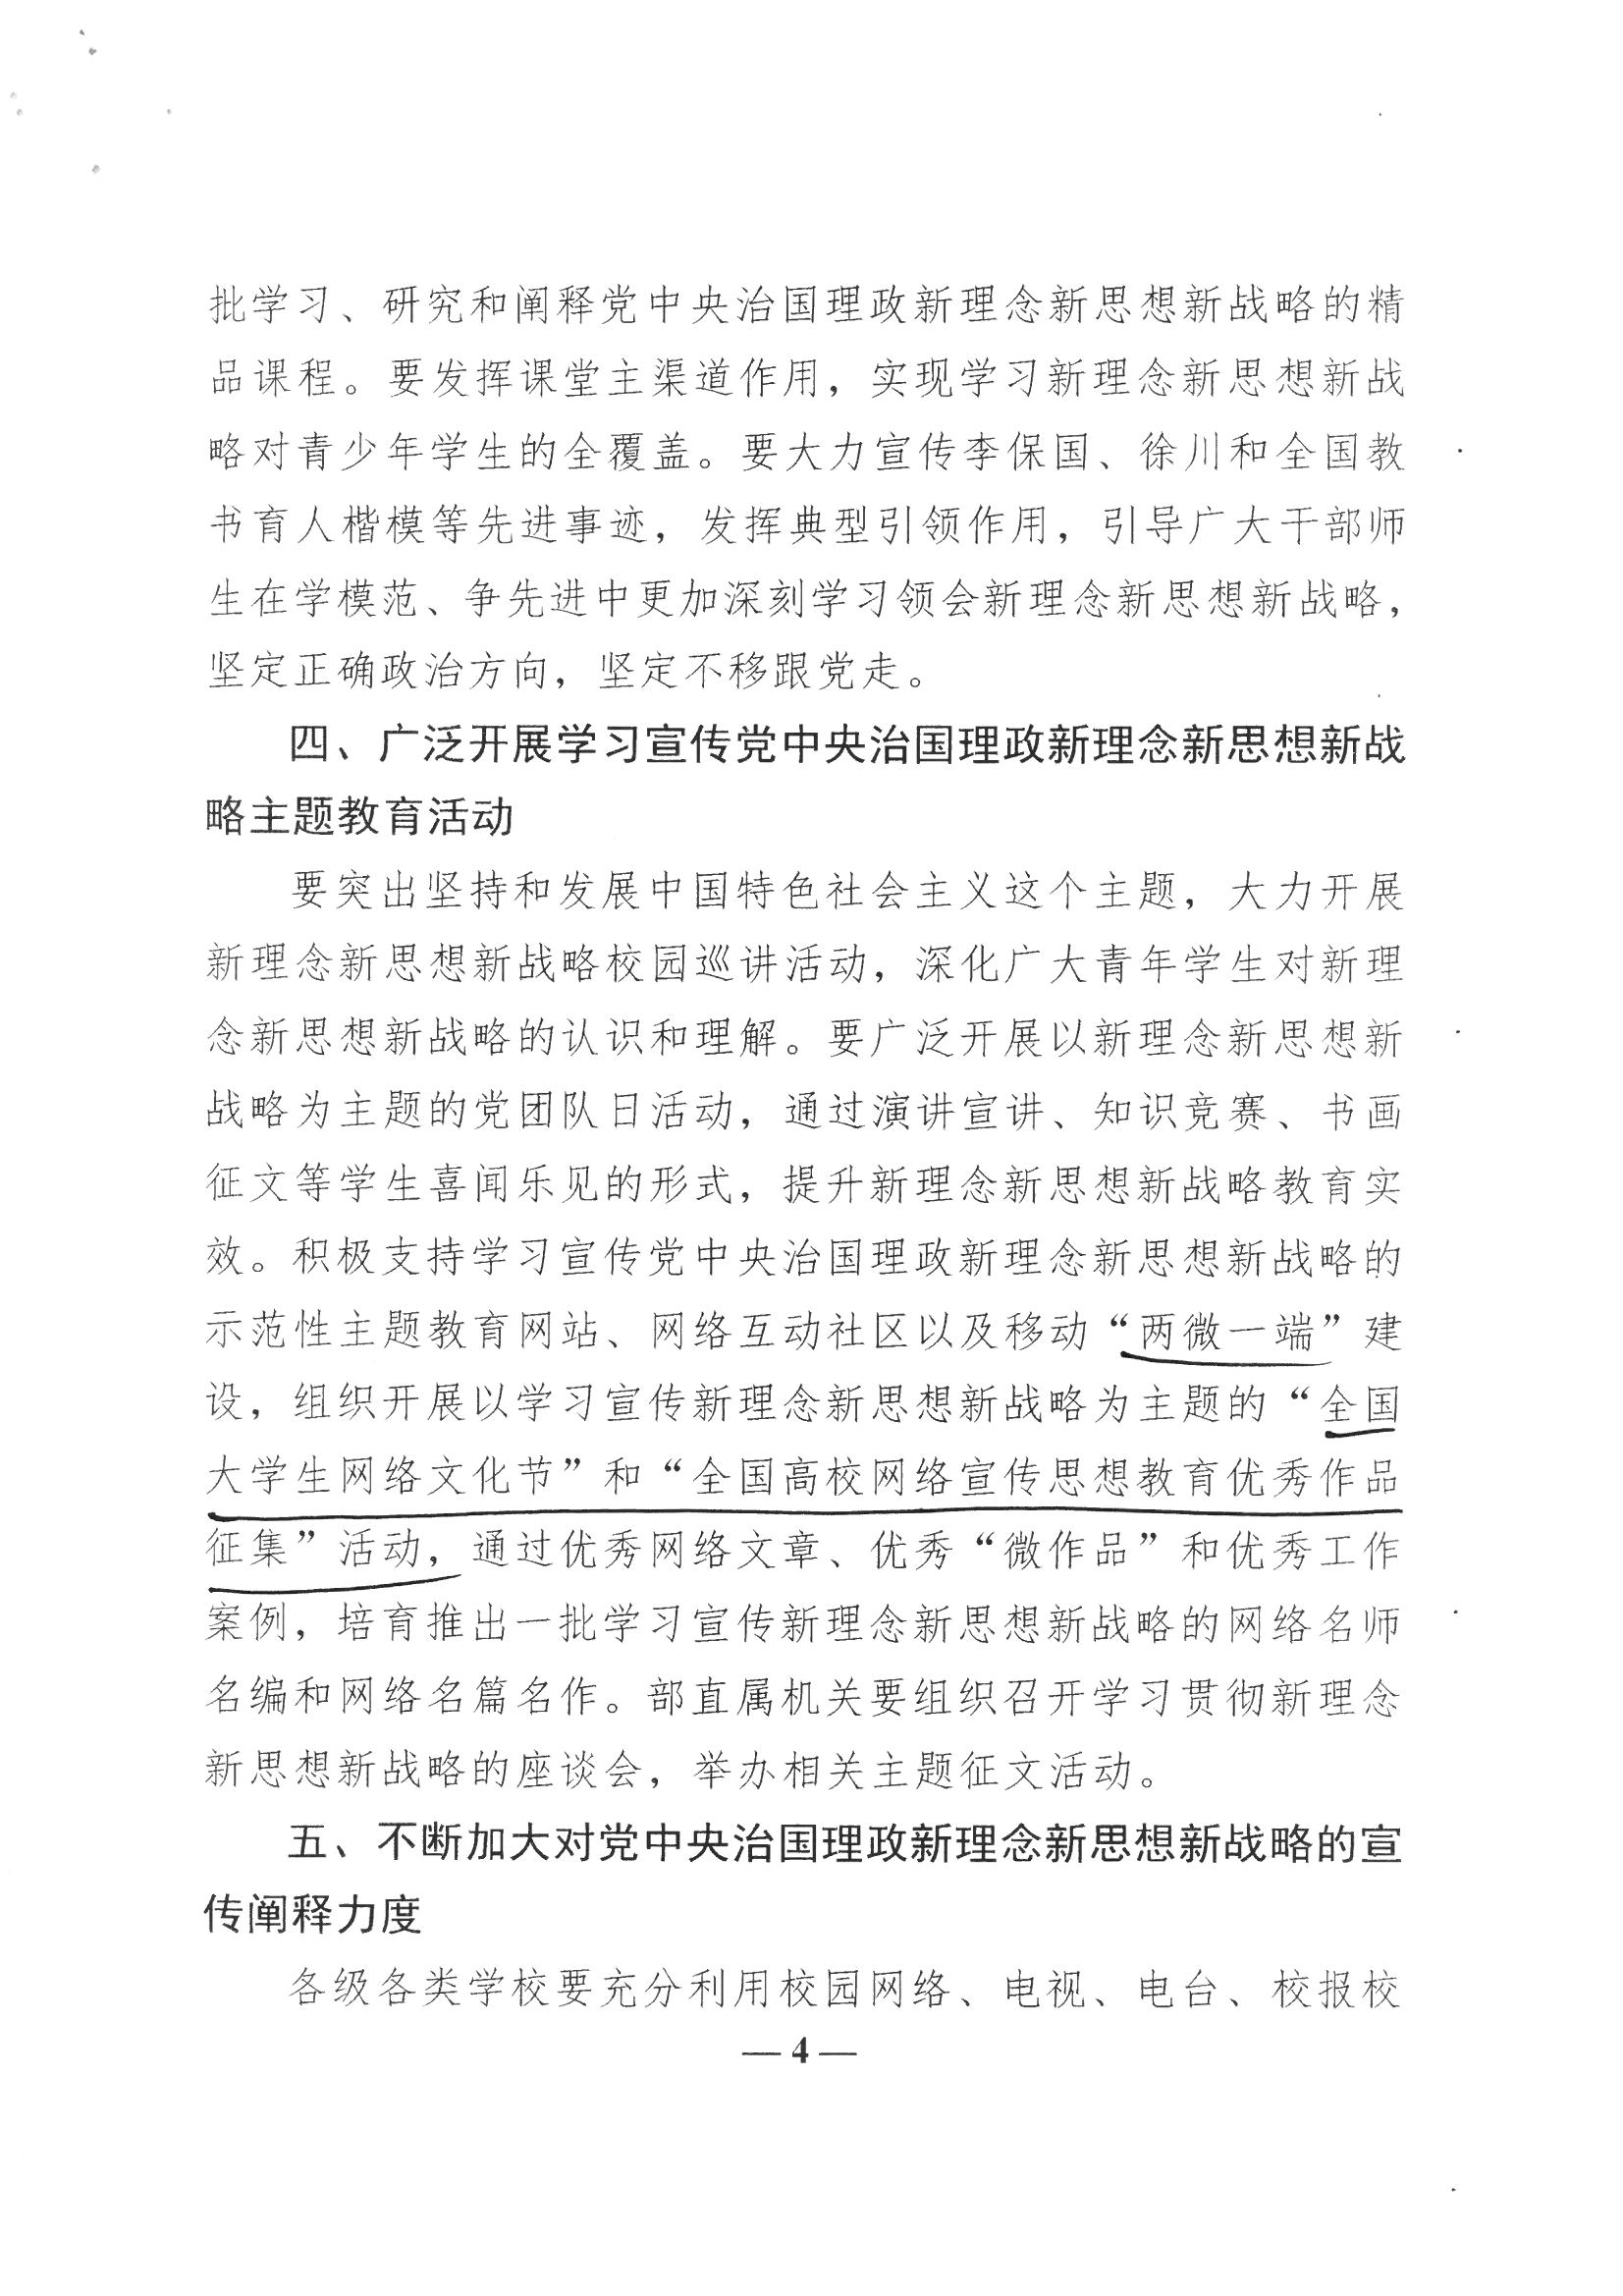 批学习、研究和阐释党中央治国理政新理念新思想新战略的精
品课程。要发挥课堂主渠道作用，实现学习新理念新思想新战
略对青少年学生的全覆盖。要大力宣传李保国、徐川和全国教
书育人楷模等先进事迹，发挥典型引领作用，引导广大干部师
生在学模范、争先进中更加深刻学习领会新理念新思想新战略，
坚定正确政治方向，坚定不移跟党走。
四、广泛开展学习宣传党中央治国理政新理念新思想新战
略主题教育活动
要突出坚持和发展中国特色社会主义这个主题，大力开展
新理念新思想新战略校园巡讲活动，深化广大青年学生对新理
念新思想新战略的认识和理解。要广泛开展以新理念新思想新
战略为主题的党团队日活动，通过演讲宣讲、知识竞赛、书画
征文等学生喜闻乐见的形式，提升新理念新思想新战略教育实
效。积极支持学习宣传党中央治国理政新理念新思想新战略的
示范性主题教育网站、网络互动社区以及移动“两微一端”建
设，组织开展以学习宣传新理念新思想新战略为主题的“全国
大学生网络文化节”和“全国高校网络宣传思想教育优秀作品
征集”活动，通过优秀网络文章、优秀“微作品”和优秀工作
案例，培育推出一批学习宣传新理念新思想新战略的网络名师
名编和网络名篇名作。部直属机关要组织召开学习贯彻新理念
新思想新战略的座谈会，举办相关主题征文活动。
五、不断加大对党中央治国理政新理念新思想新战略的宣
传阐释力度
各级各类学校要充分利用校园网络、电视、电台、校报校
— 4 —